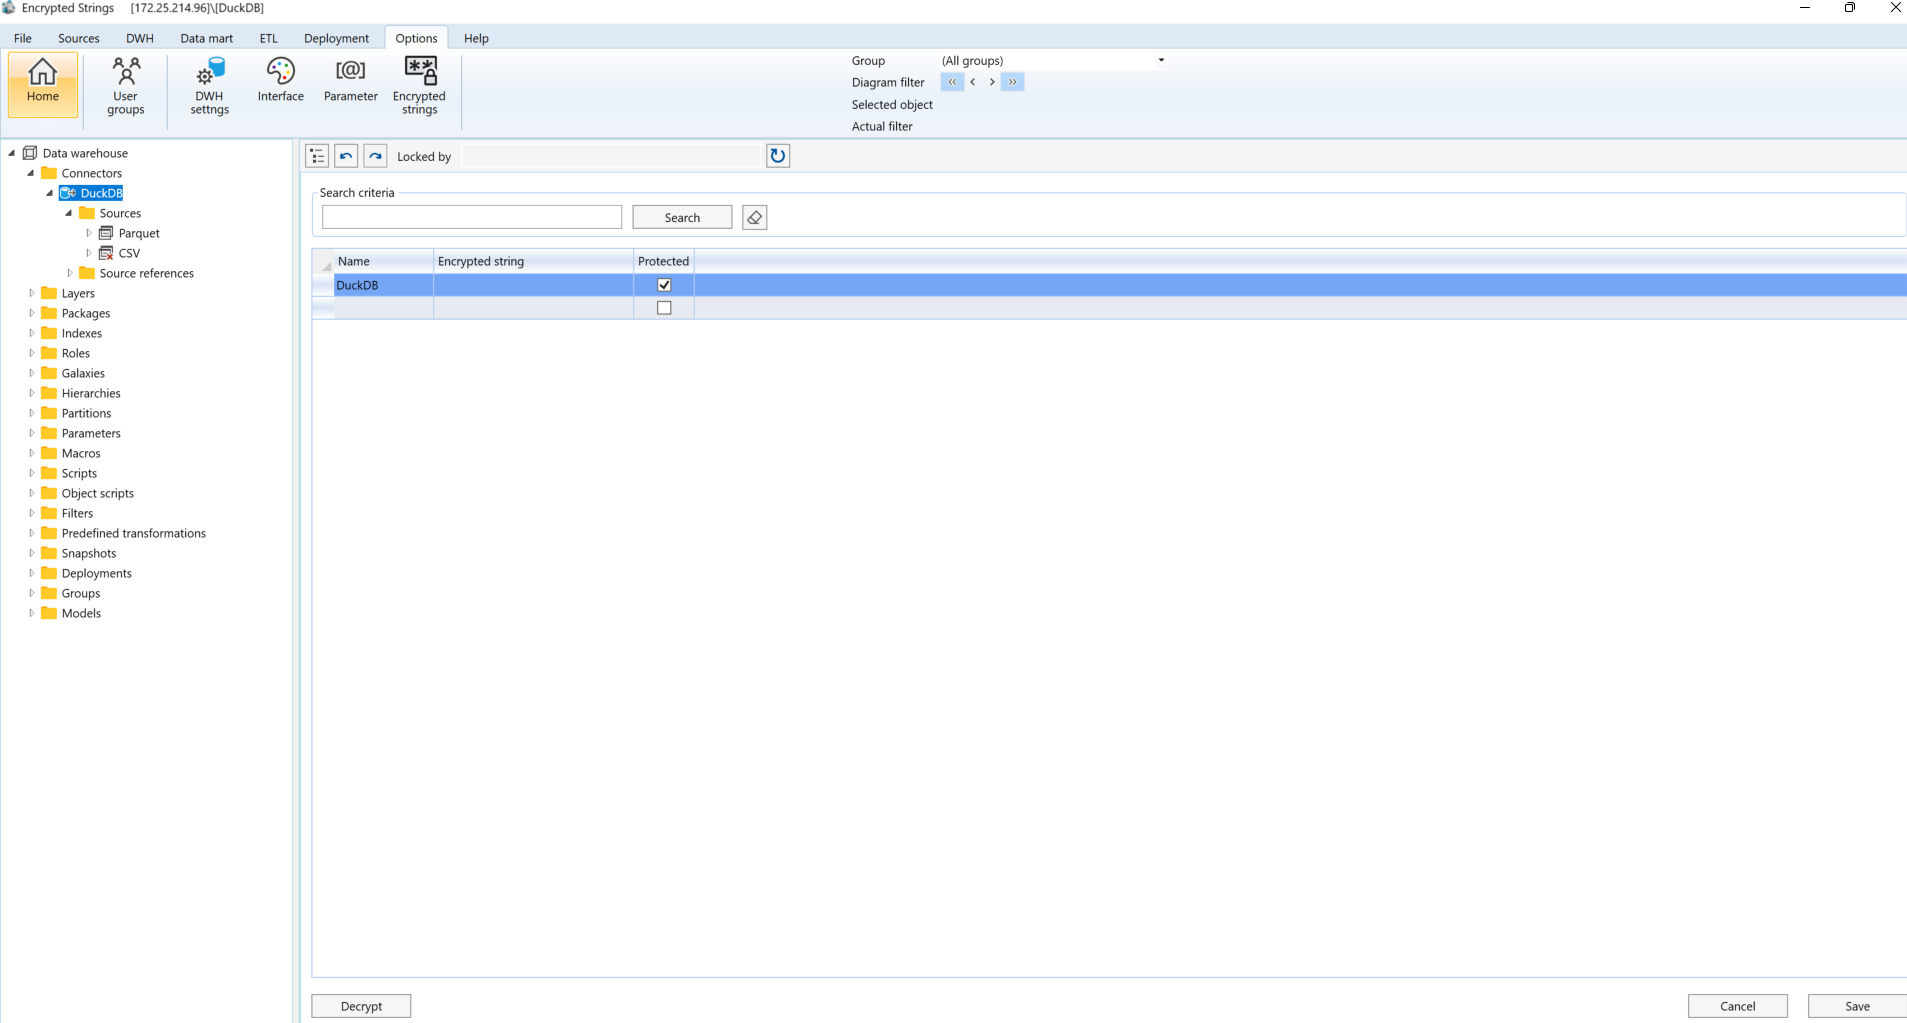 Encrypted Strings [172.25.214.96]\[DuckDB]
File Sources DWH Data mart ETL Deployment Options Help
Home
User groups
DWH settngs
Interface
Parameter
Encrypted strings
Group (All groups)
Diagram filter « < > »
Selected object
Actual filter
Data warehouse
Connectors
DuckDB
Sources
Parquet
CSV
Source references
Layers
Packages
Indexes
Roles
Galaxies
Hierarchies
Partitions
Parameters
Macros
Scripts
Object scripts
Filters
Predefined transformations
Snapshots
Deployments
Groups
Models
Locked by
Search criteria
Search
Name Encrypted string Protected
DuckDB
Decrypt Cancel Save